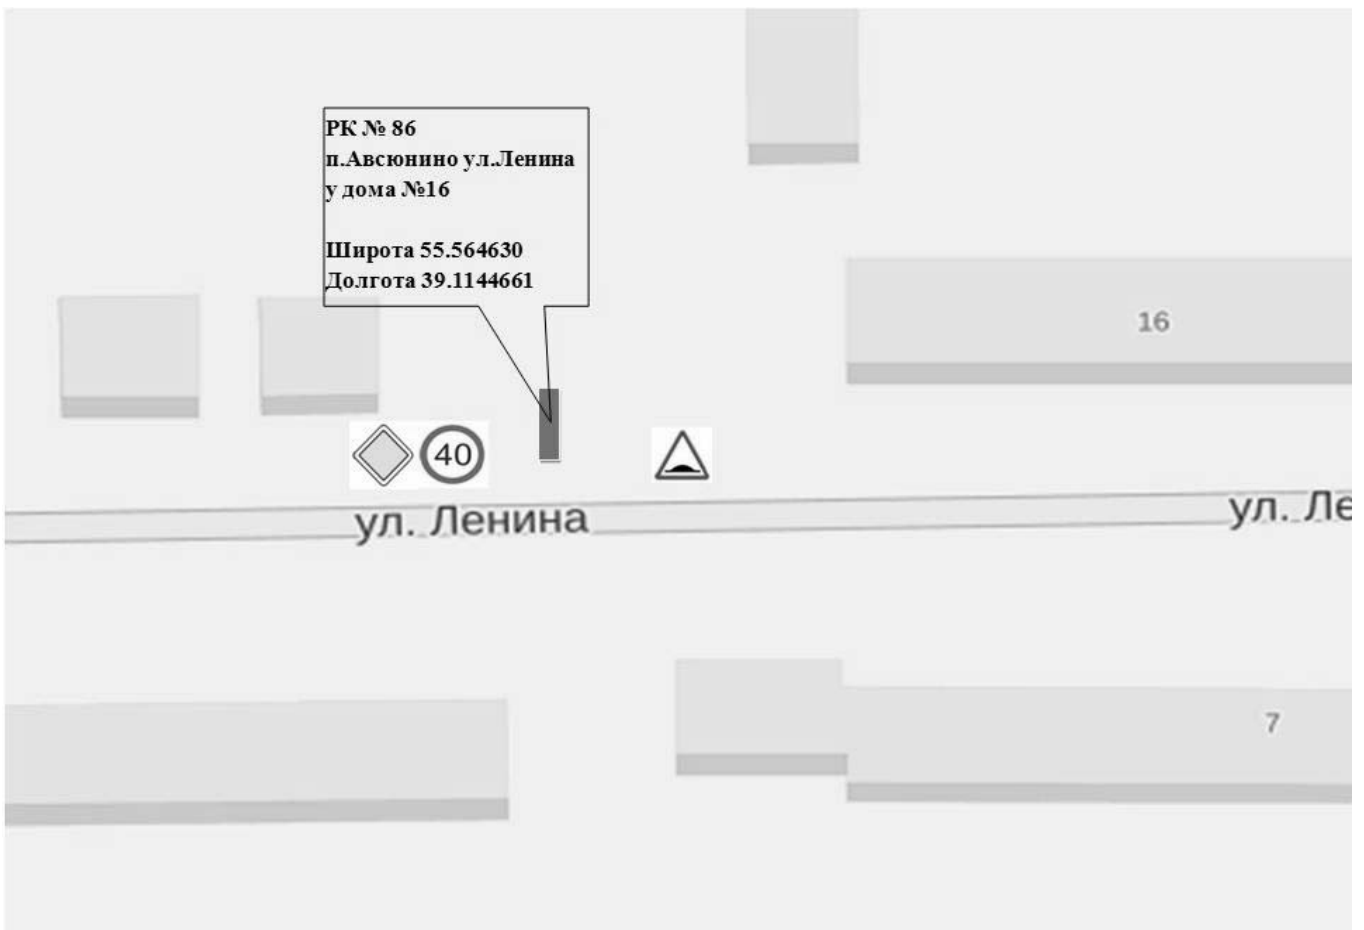 РК № 86
п.Авсюнино ул.Ленина
у дома №16
Широта 55.564630
Долгота 39.1144661
16
40
ул. Ленина
ул. Ле
7